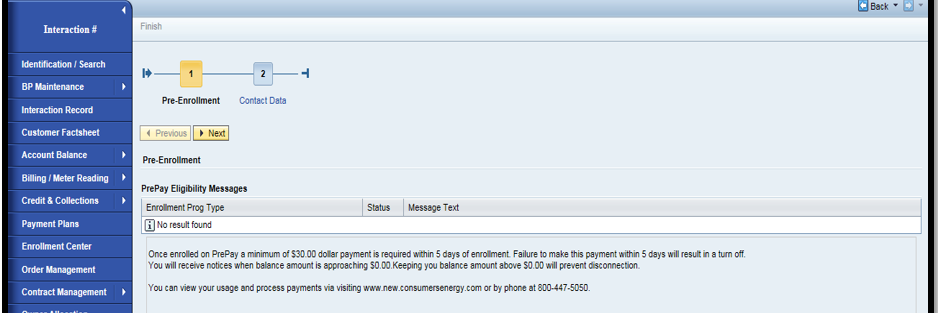 Back
Interaction #
Finish
Identification / Search
BP Maintenance
Interaction Record
Customer Factsheet
Account Balance
Billing / Meter Reading
Credit & Collections
Payment Plans
Enrollment Center
Order Management
Contract Management
1
2
Pre-Enrollment
Contact Data
Previous
Next
Pre-Enrollment
PrePay Eligibility Messages
Enrollment Prog Type Status Message Text
No result found
Once enrolled on PrePay a minimum of $30.00 dollar payment is required within 5 days of enrollment. Failure to make this payment within 5 days will result in a turn off.
You will receive notices when balance amount is approaching $0.00.Keeping you balance amount above $0.00 will prevent disconnection.
You can view your usage and process payments via visiting www.new.consumersenergy.com or by phone at 800-447-5050.